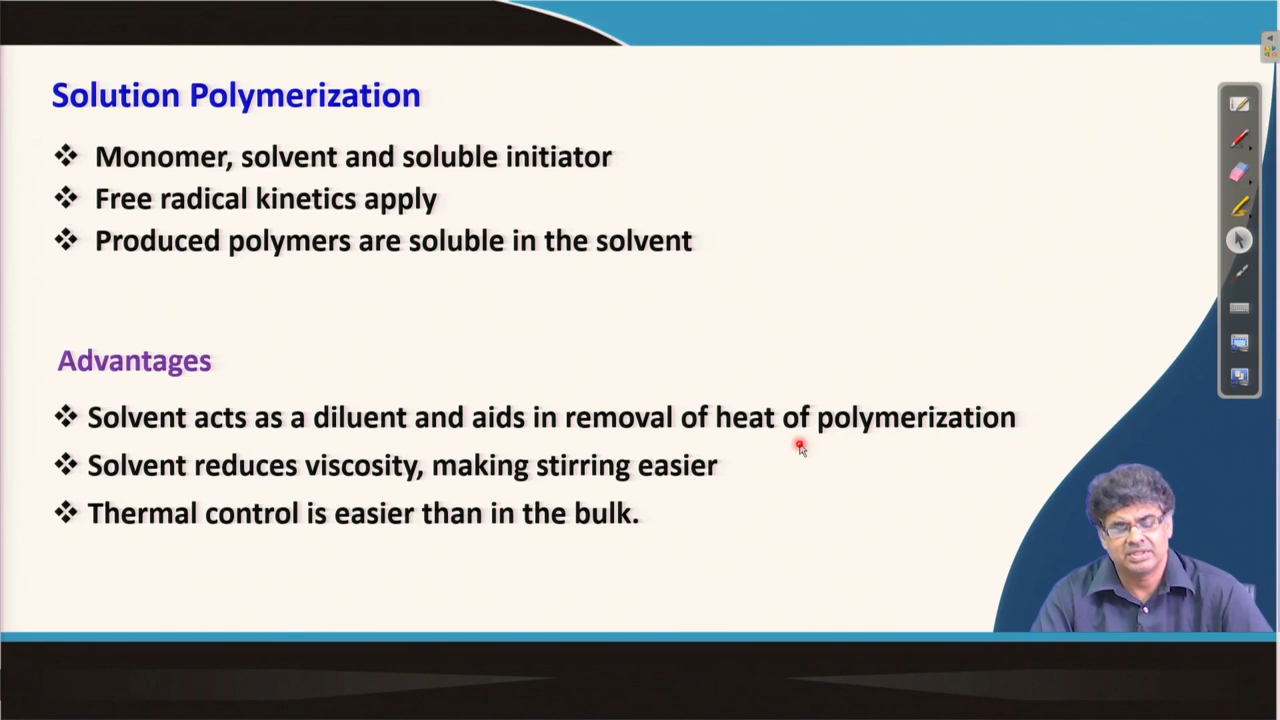 Solution Polymerization
❖ Monomer, solvent and soluble initiator
❖ Free radical kinetics apply
❖ Produced polymers are soluble in the solvent
Advantages
❖ Solvent acts as a diluent and aids in removal of heat of polymerization
❖ Solvent reduces viscosity, making stirring easier
❖ Thermal control is easier than in the bulk.